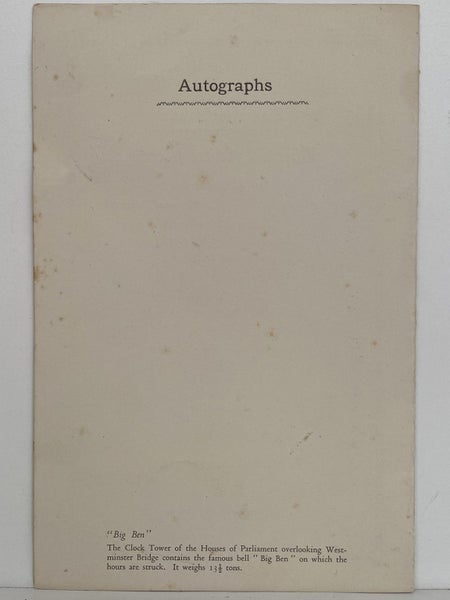 Autographs
"Big Ben"
The Clock Tower of the Houses of Parliament overlooking West-
minster Bridge contains the famous bell "Big Ben" on which the
hours are struck. It weighs 13½ tons.